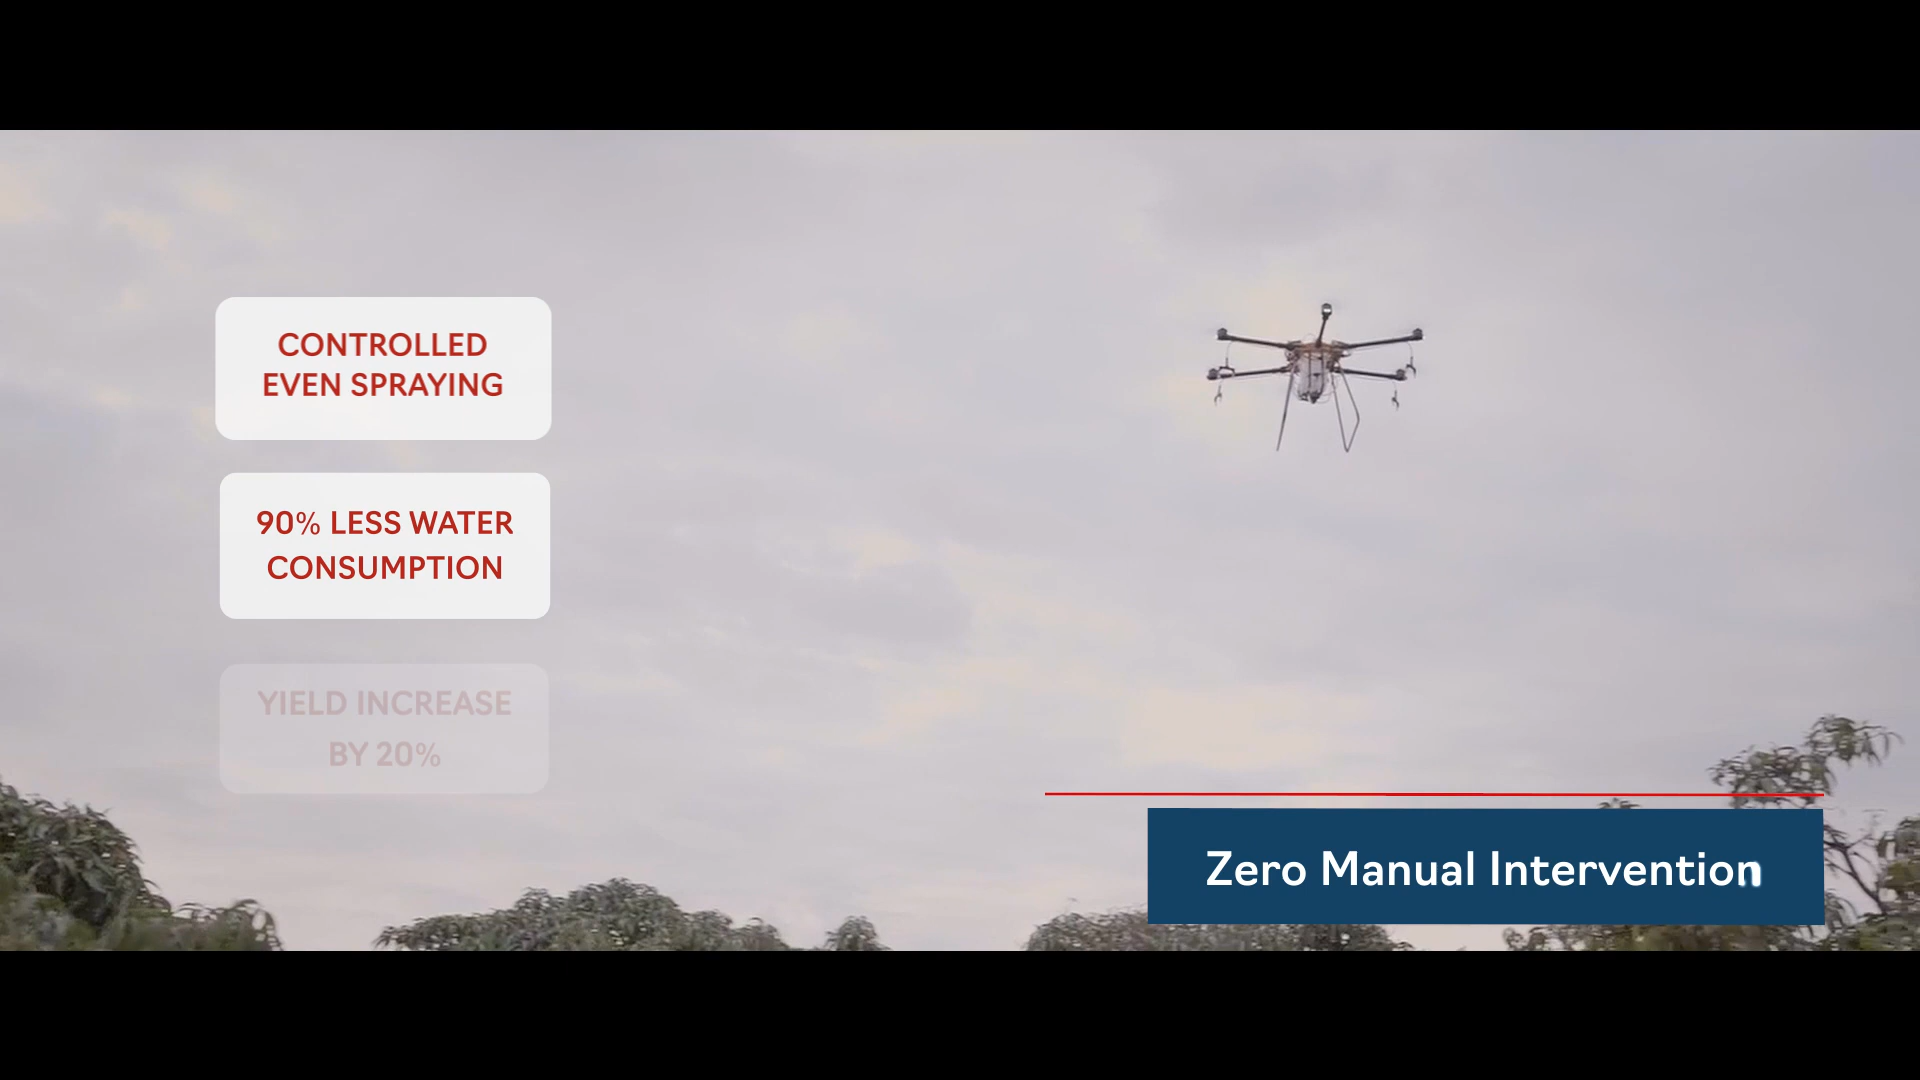 CONTROLLED
EVEN SPRAYING
90% LESS WATER
CONSUMPTION
YIELD INCREASE
BY 20%
Zero Manual Intervention